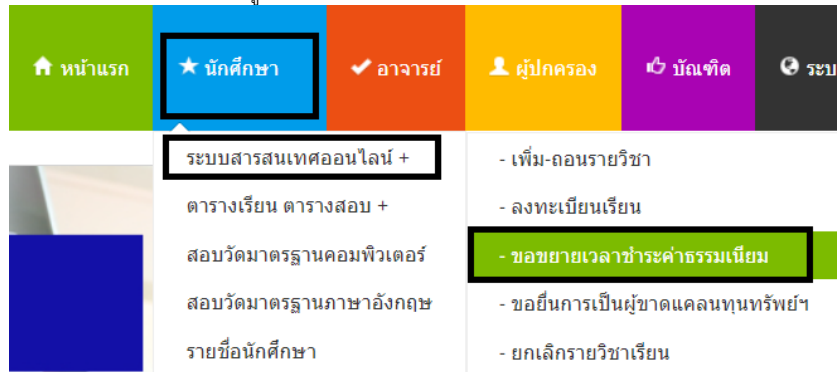 หน้าแรก
นักศึกษา
อาจารย์
ผู้ปกครอง
บัณฑิต
ระบ
ระบบสารสนเทศออนไลน์ +
ตารางเรียน ตารางสอบ +
สอบวัดมาตรฐานคอมพิวเตอร์
สอบวัดมาตรฐานภาษาอังกฤษ
รายชื่อนักศึกษา
- เพิ่ม-ถอนรายวิชา
- ลงทะเบียนเรียน
- ขอขยายเวลาชำระค่าธรรมเนียม
- ขอยื่นการเป็นผู้ขาดแคลนทุนทรัพย์ฯ
- ยกเลิกรายวิชาเรียน